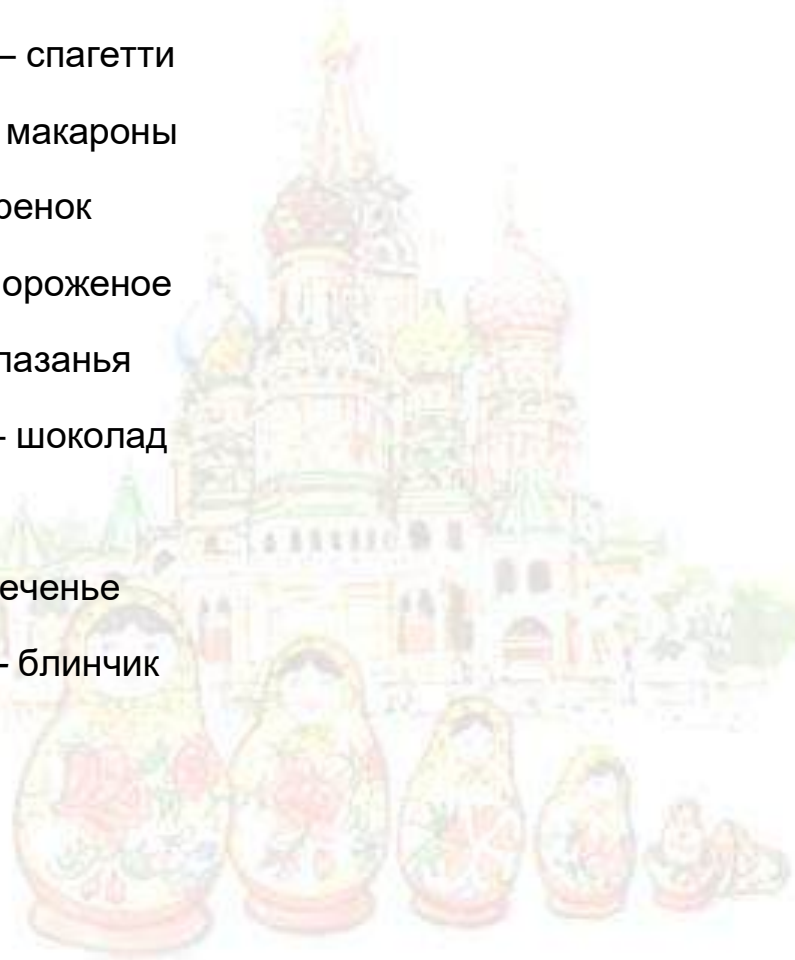 – спагетти
макароны
ренок
ороженое
лазанья
- шоколад
еченье
- блинчик